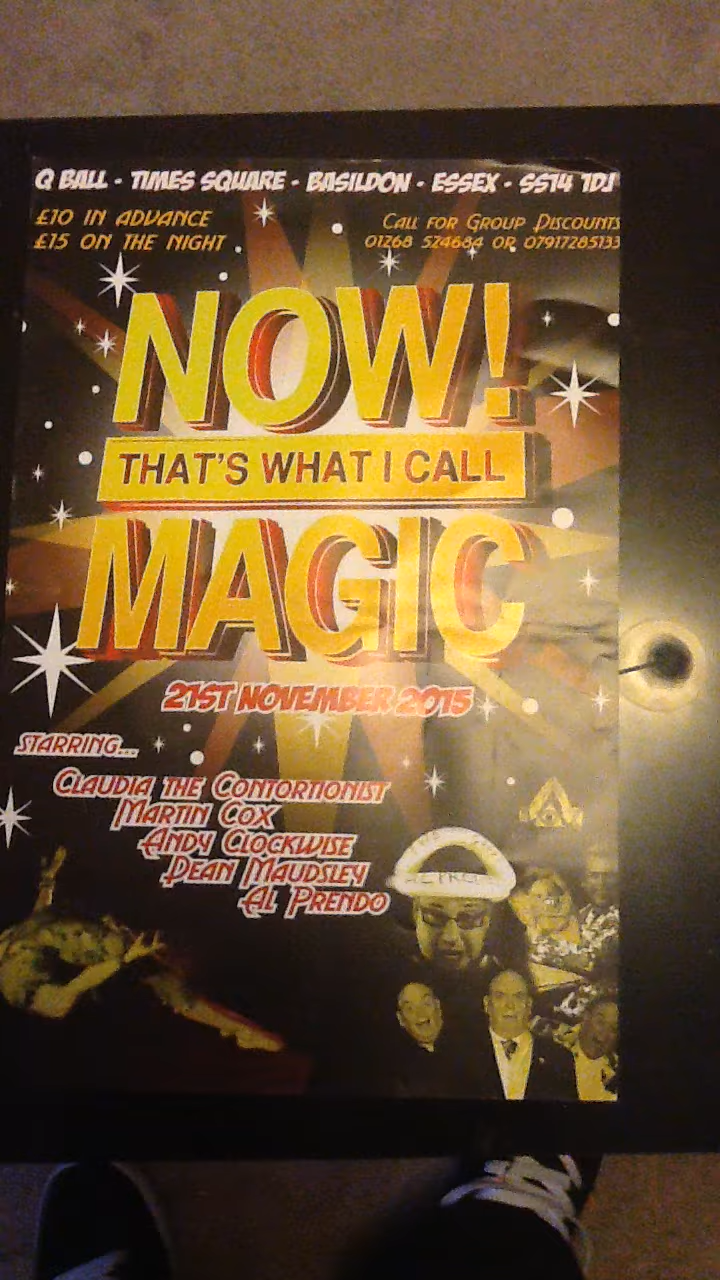 Q BALL - TIMES SQUARE - BASILDON - ESSEX - SS14 1DJ
£10 IN ADVANCE
£15 ON THE NIGHT
CALL FOR GROUP DISCOUNTS
01268 524684 OR 07917285133
NOW!
THAT'S WHAT I CALL
MAGIC
21ST NOVEMBER 2015
STARRING...
CLAUDIA THE CONTORTIONIST
MARTIN COX
ANDY CLOCKWISE
DEAN MAUDSLEY
AL PRENDO